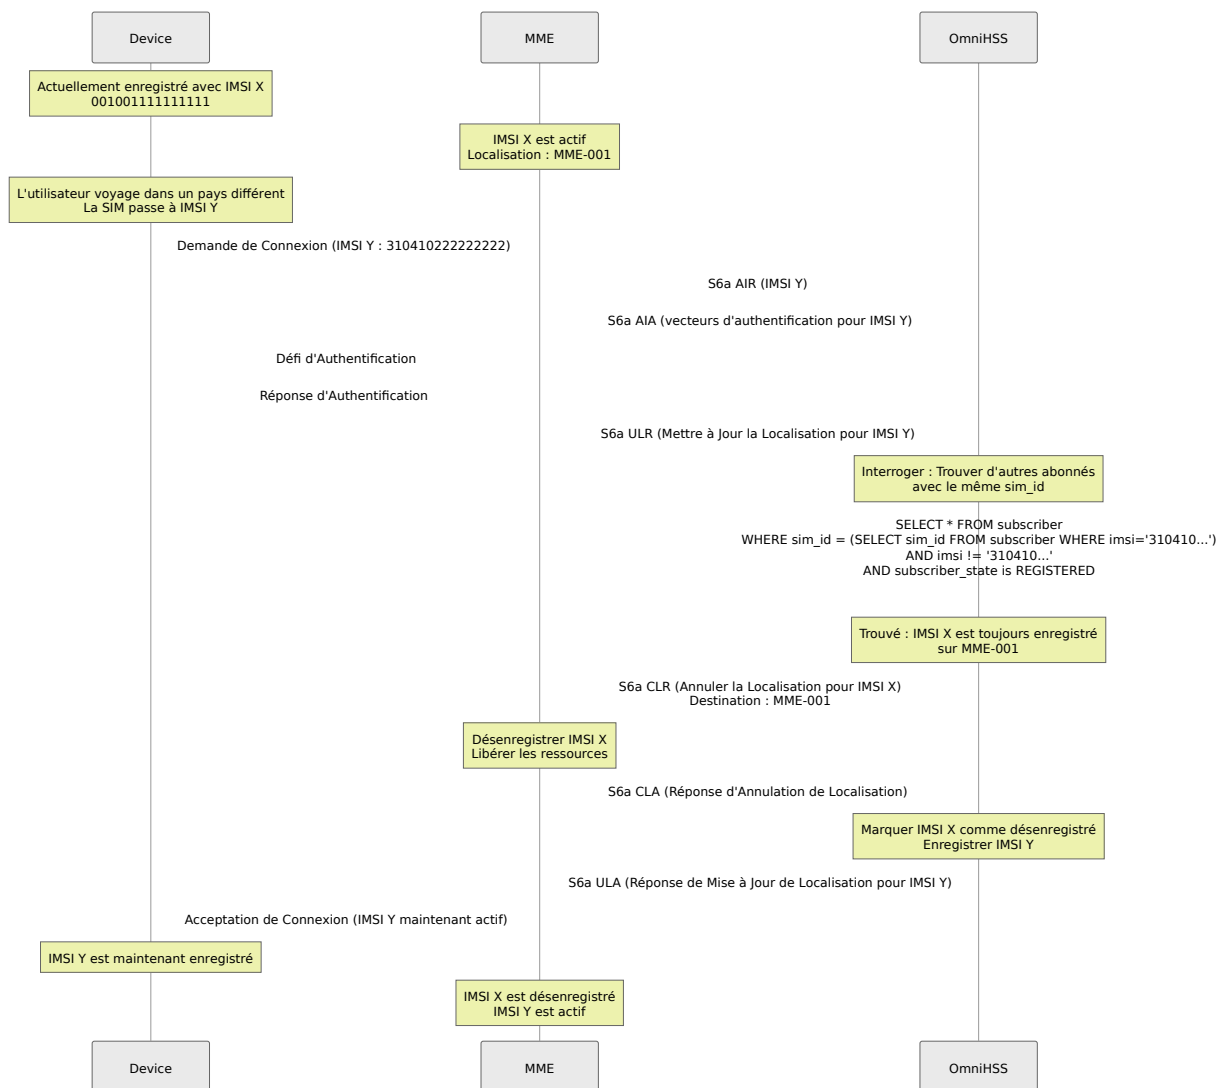 Device
MME
OmniHSS
Actuellement enregistré avec IMSI X
001001111111111
IMSI X est actif
Localisation : MME-001
L'utilisateur voyage dans un pays différent
La SIM passe à IMSI Y
Demande de Connexion (IMSI Y : 310410222222222)
S6a AIR (IMSI Y)
S6a AIA (vecteurs d'authentification pour IMSI Y)
Défi d'Authentification
Réponse d'Authentification
S6a ULR (Mettre à Jour la Localisation pour IMSI Y)
Interroger : Trouver d'autres abonnés
avec le même sim_id
SELECT * FROM subscriber
WHERE sim_id = (SELECT sim_id FROM subscriber WHERE imsi='310410...')
AND imsi != '310410...'
AND subscriber_state is REGISTERED
Trouvé : IMSI X est toujours enregistré
sur MME-001
S6a CLR (Annuler la Localisation pour IMSI X)
Destination : MME-001
Désenregistrer IMSI X
Libérer les ressources
S6a CLA (Réponse d'Annulation de Localisation)
Marquer IMSI X comme désenregistré
Enregistrer IMSI Y
S6a ULA (Réponse de Mise à Jour de Localisation pour IMSI Y)
Acceptation de Connexion (IMSI Y maintenant actif)
IMSI Y est maintenant enregistré
IMSI X est désenregistré
IMSI Y est actif
Device
MME
OmniHSS